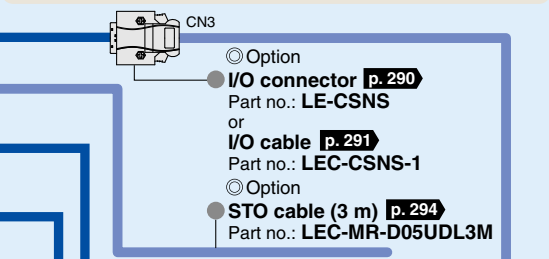 CN3
◎Option
I/O connector p. 290
Part no.: LE-CSNS
or
I/O cable p. 291
Part no.: LEC-CSNS-1
◎Option
STO cable (3 m) p. 294
Part no.: LEC-MR-D05UDL3M